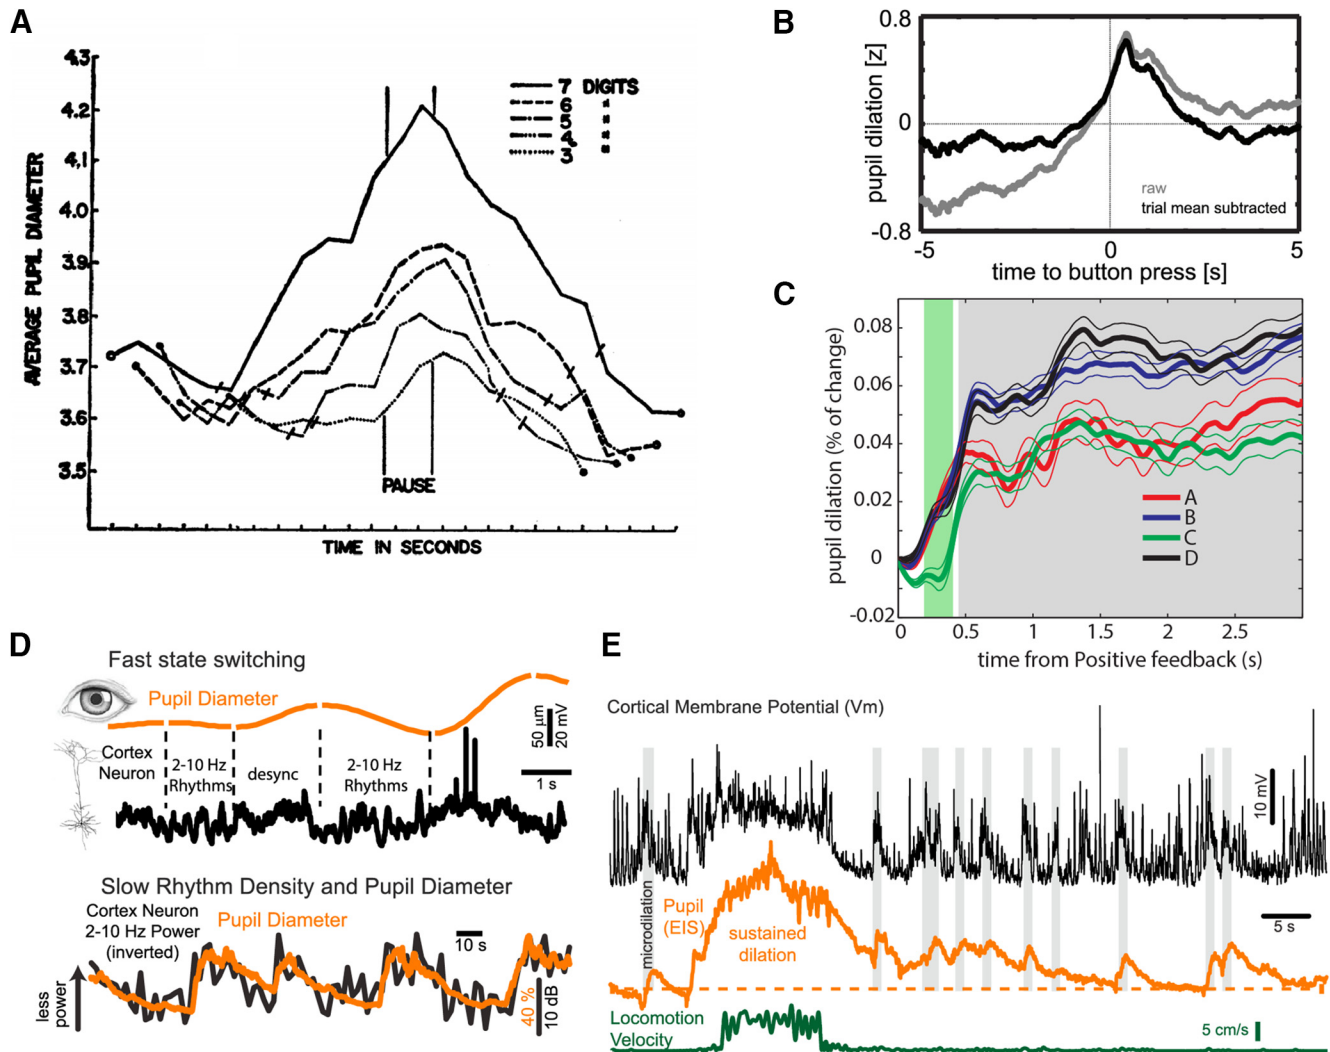 A
4.3
4.2
4.1
4.0
3.9
3.8
3.7
3.6
3.5
AVERAGE PUPIL DIAMETER
7 DIGITS
6 "
5 "
4 "
3 "
PAUSE
TIME IN SECONDS
B
0.8
0
-0.8
pupil dilation [z]
raw
trial mean subtracted
-5
0
5
time to button press [s]
C
0.08
0.06
0.04
0.02
0
-0.02
pupil dilation (% of change)
A
B
C
D
0
0.5
1
1.5
2
2.5
time from Positive feedback (s)
D
Fast state switching
Pupil Diameter
Cortex
Neuron
2-10 Hz
Rhythms
desync
2-10 Hz
Rhythms
50 µm
20 mV
1 s
Slow Rhythm Density and Pupil Diameter
Cortex Neuron
2-10 Hz Power
(inverted)
Pupil Diameter
10 s
less
power
40 %
10 dB
E
Cortical Membrane Potential (Vm)
10 mV
microdilation
Pupil
(EIS)
sustained
dilation
5 s
Locomotion
Velocity
5 cm/s